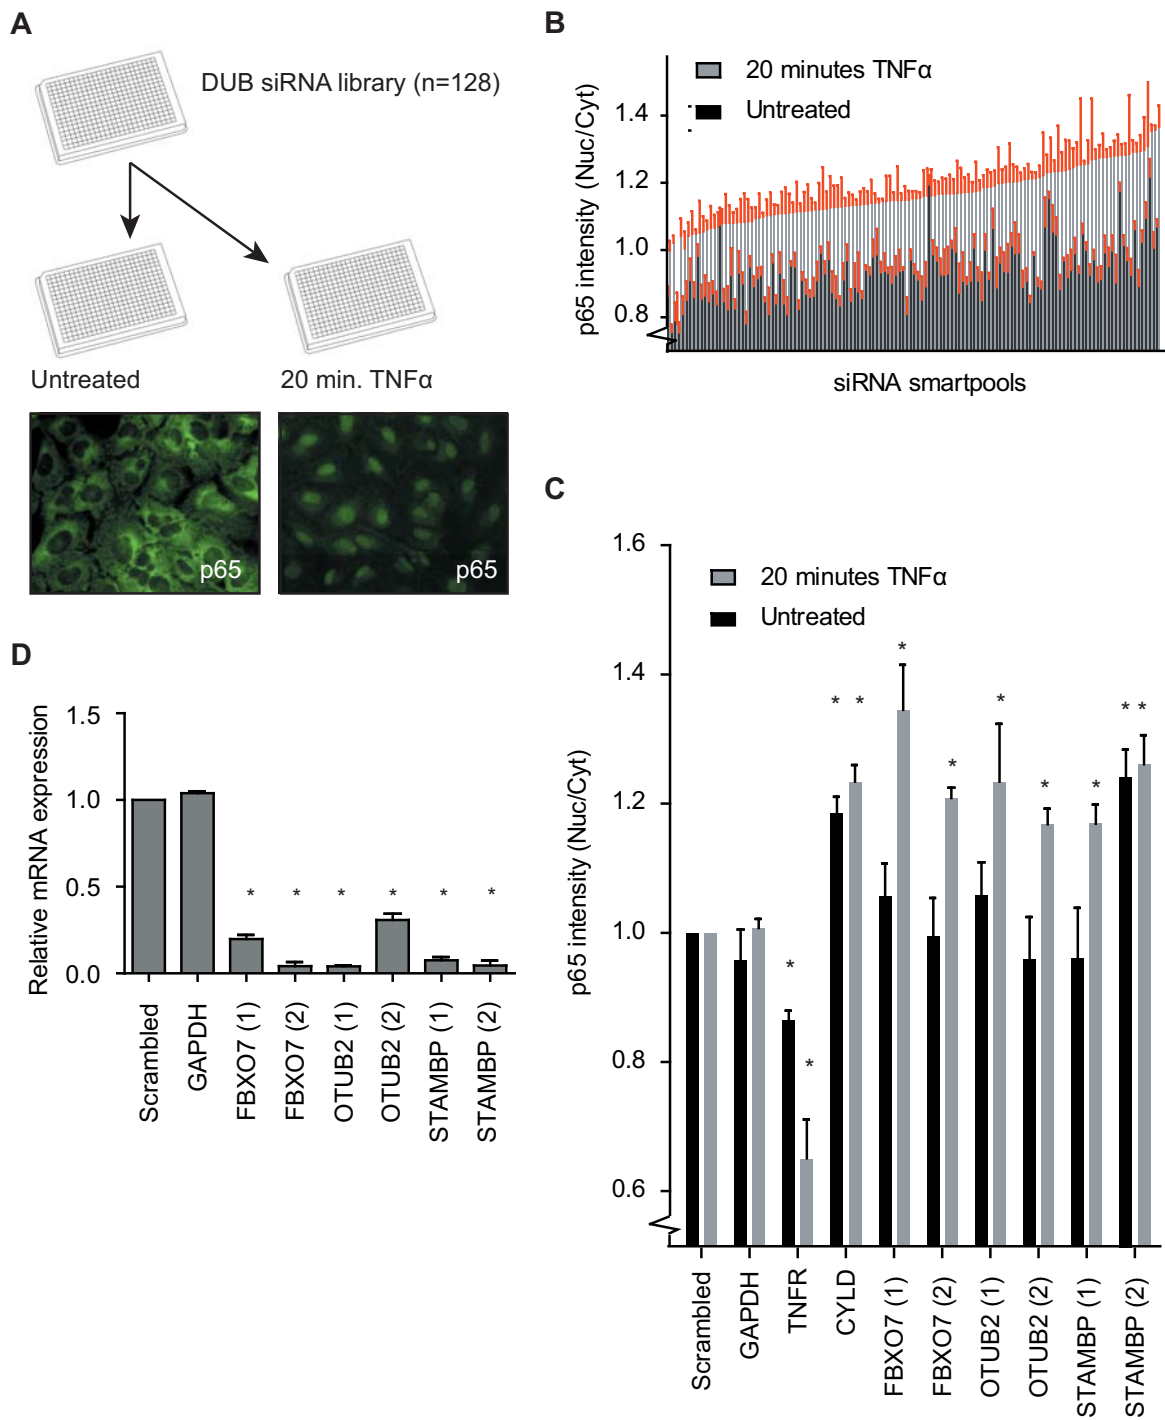 A
DUB siRNA library (n=128)
Untreated
20 min. TNFα
p65
p65
B
20 minutes TNFα
Untreated
p65 intensity (Nuc/Cyt)
1.4
1.2
1.0
0.8
siRNA smartpools
C
20 minutes TNFα
Untreated
p65 intensity (Nuc/Cyt)
1.6
1.4
1.2
1.0
0.8
0.6
* * * * * * * * * * * *
Scrambled
GAPDH
TNFR
CYLD
FBXO7 (1)
FBXO7 (2)
OTUB2 (1)
OTUB2 (2)
STAMBP (1)
STAMBP (2)
D
Relative mRNA expression
1.5
1.0
0.5
0.0
* * * * * *
Scrambled
GAPDH
FBXO7 (1)
FBXO7 (2)
OTUB2 (1)
OTUB2 (2)
STAMBP (1)
STAMBP (2)